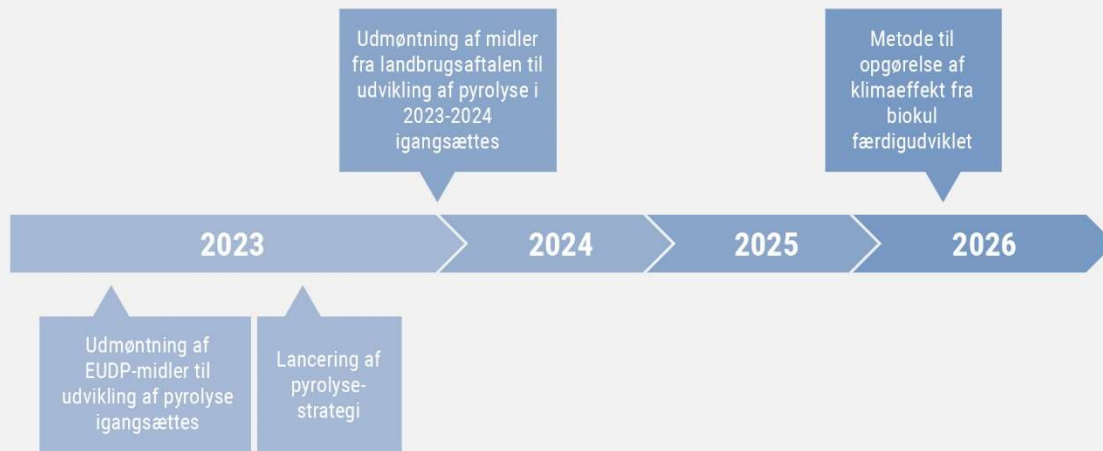 Udmøntning af midler
fra landbrugsaftalen til
udvikling af pyrolyse i
2023-2024
igangsættes
Metode til
opgørelse af
klimaeffekt fra
biokul
færdigudviklet
2023
2024
2025
2026
Udmøntning af
EUDP-midler til
udvikling af pyrolyse
igangsættes
Lancering af
pyrolyse-
strategi